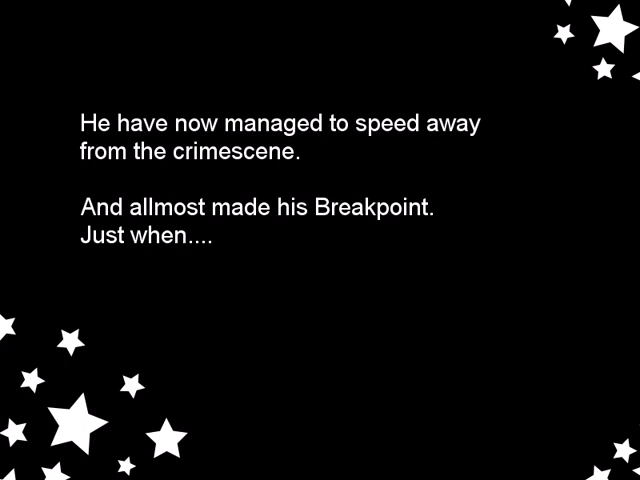 He have now managed to speed away
from the crimescene.
And allmost made his Breakpoint.
Just when....